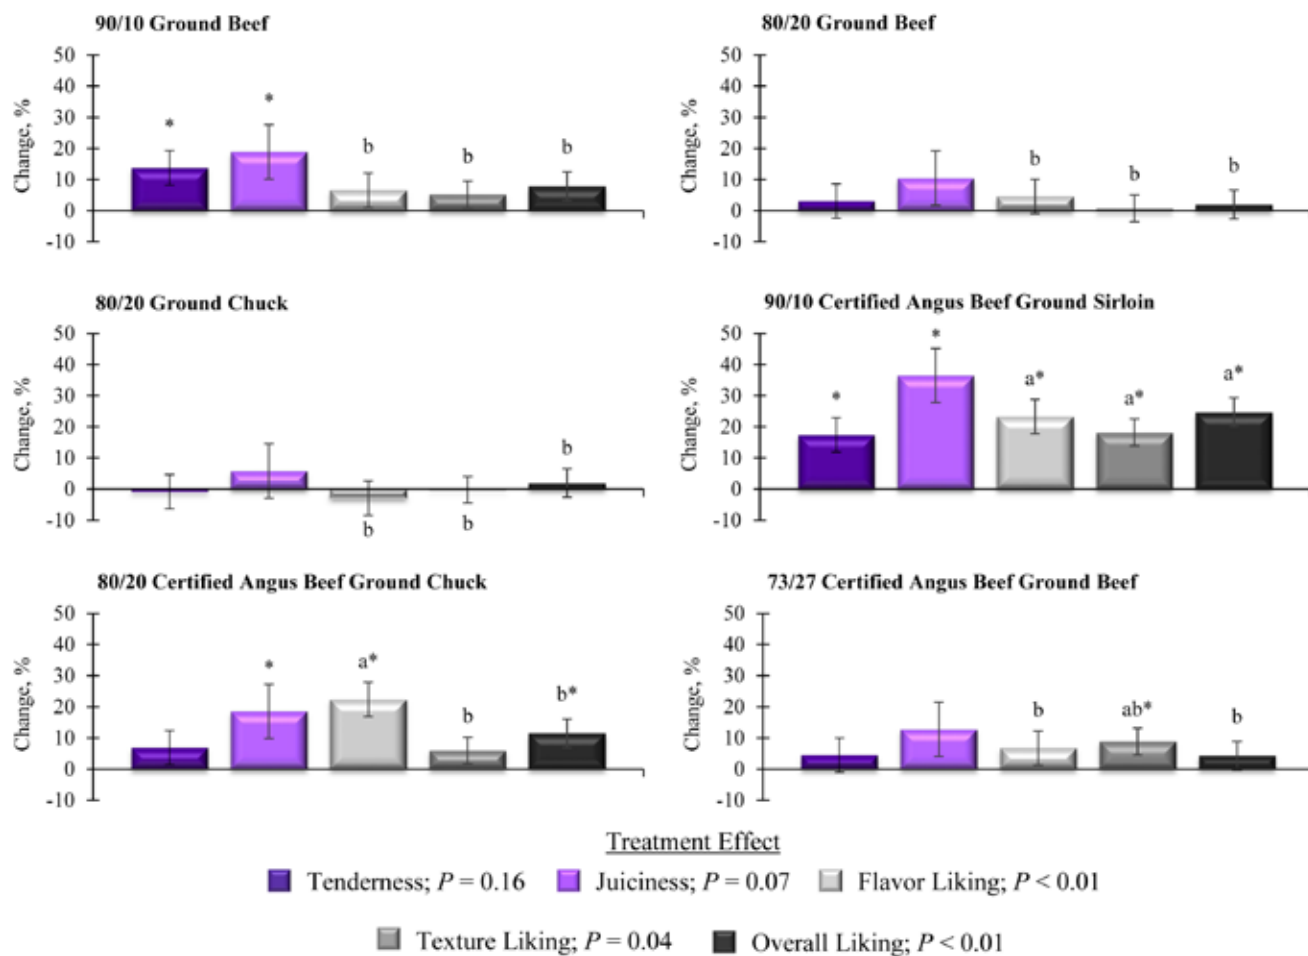 90/10 Ground Beef
50
40
30
20
10
0
-10
Change, %
*
*
b
b
b
80/20 Ground Beef
50
40
30
20
10
0
-10
Change, %
b
b
b
80/20 Ground Chuck
50
40
30
20
10
0
-10
Change, %
b
b
b
90/10 Certified Angus Beef Ground Sirloin
50
40
30
20
10
0
-10
Change, %
*
*
a*
a*
a*
80/20 Certified Angus Beef Ground Chuck
50
40
30
20
10
0
-10
Change, %
*
a*
b
b*
73/27 Certified Angus Beef Ground Beef
50
40
30
20
10
0
-10
Change, %
b
ab*
b
Treatment Effect
Tenderness; P = 0.16 Juiciness; P = 0.07 Flavor Liking; P < 0.01
Texture Liking; P = 0.04 Overall Liking; P < 0.01